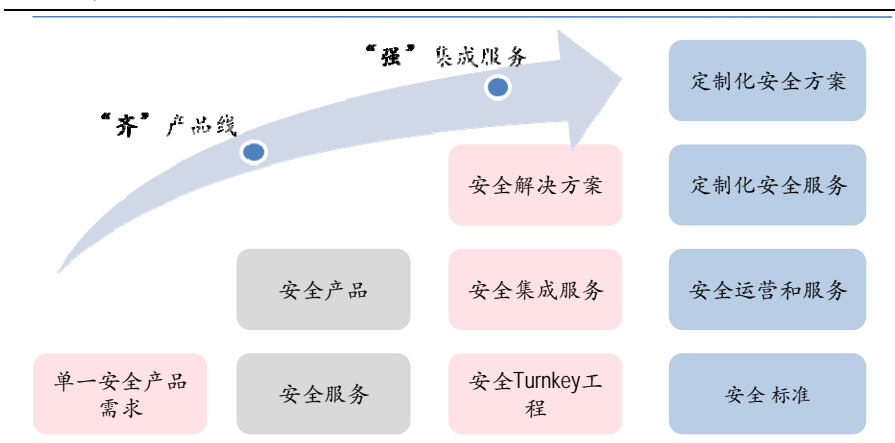 “强” 集成服务
定制化安全方案
“齐” 产品线
安全解决方案
定制化安全服务
安全产品
安全集成服务
安全运营和服务
单一安全产品
需求
安全服务
安全Turnkey工
程
安全标准